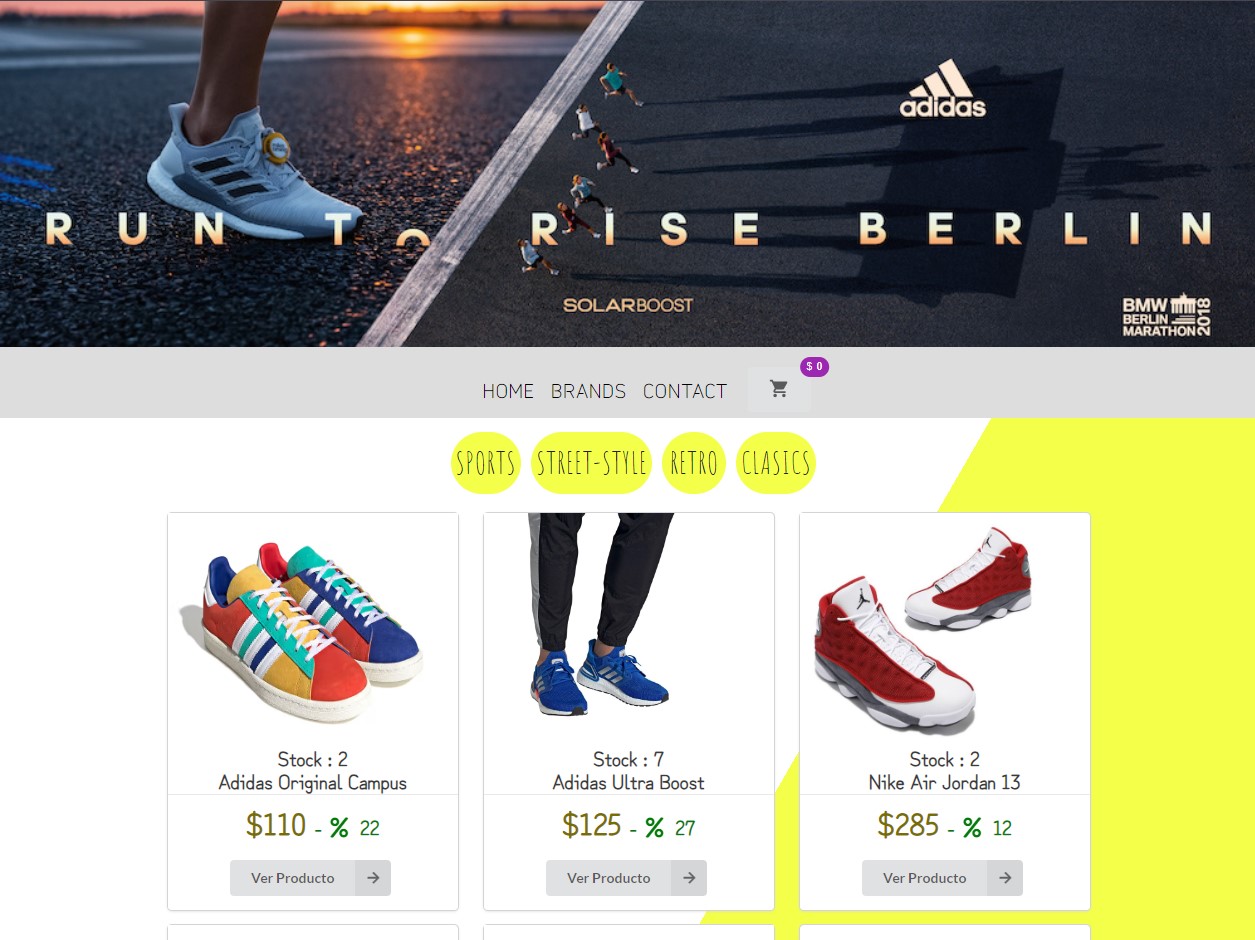 adidas
RUN TO RISE BERLIN
SOLARBOOST
BMW
BERLIN
MARATHON
2018
$ 0
HOME BRANDS CONTACT
SPORTS STREET-STYLE RETRO CLASICS
Stock : 2
Adidas Original Campus
$110 - % 22
Ver Producto
Stock : 7
Adidas Ultra Boost
$125 - % 27
Ver Producto
Stock : 2
Nike Air Jordan 13
$285 - % 12
Ver Producto